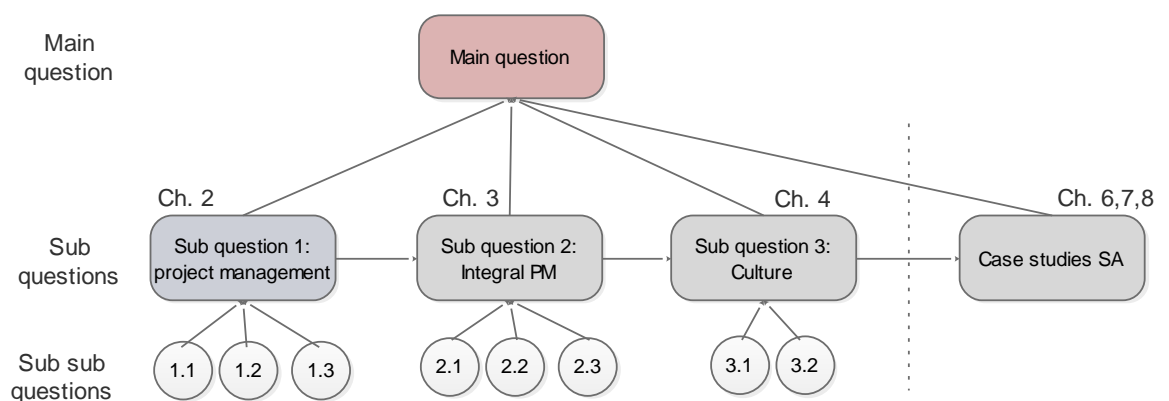 Main
question
Main question
Ch. 2
Ch. 3
Ch. 4
Ch. 6,7,8
Sub
questions
Sub question 1:
project management
Sub question 2:
Integral PM
Sub question 3:
Culture
Case studies SA
Sub sub
questions
1.1
1.2
1.3
2.1
2.2
2.3
3.1
3.2